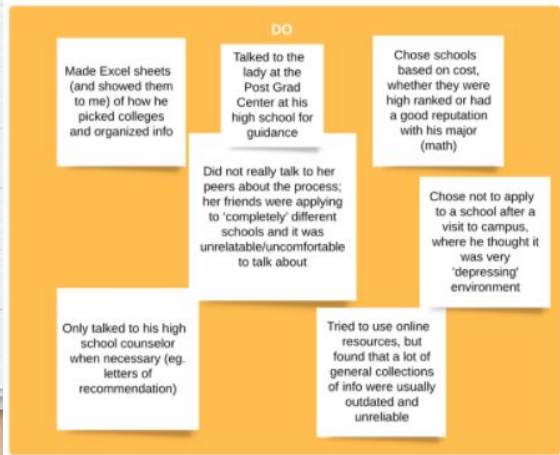 DO
Made Excel sheets
(and showed them
to me) of how he
picked colleges
and organized info
Talked to the
lady at the
Post Grad
Center at his
high school for
guidance
Chose schools
based on cost,
whether they were
high ranked or had
a good reputation
with his major
(math)
Did not really talk to her
peers about the process;
her friends were applying
to 'completely' different
schools and it was
unrelatable/uncomfortable
to talk about
Chose not to apply
to a school after a
visit to campus,
where he thought it
was very
'depressing'
environment
Only talked to his high
school counselor
when necessary (eg.
letters of
recommendation)
Tried to use online
resources, but
found that a lot of
general collections
of info were usually
outdated and
unreliable